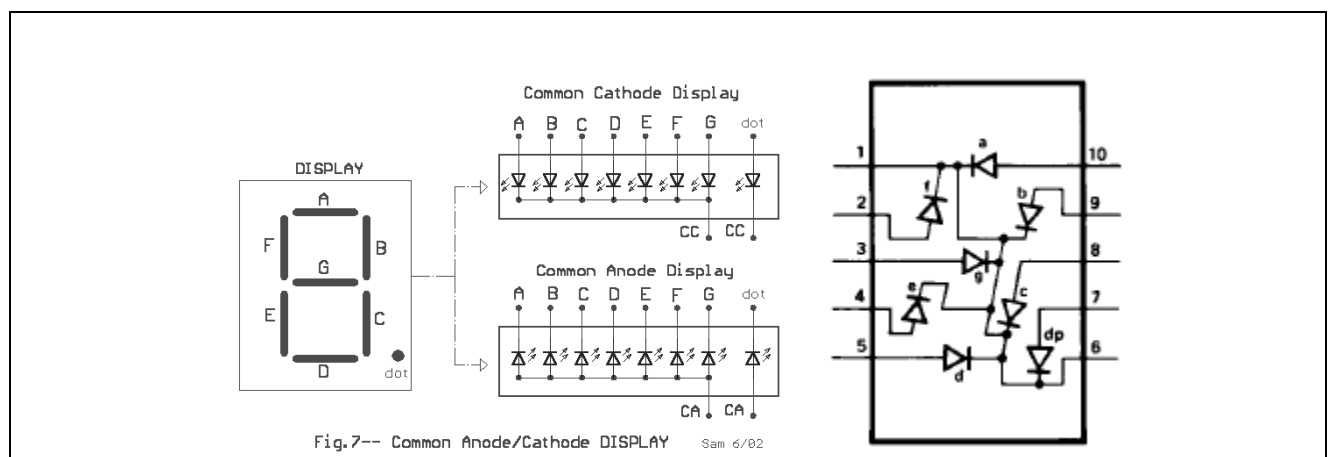 Common Cathode Display
A B C D E F G dot
CC CC
DISPLAY
A
F B
G
E C
D
dot
Common Anode Display
A B C D E F G dot
CA CA
Fig.7-- Common Anode/Cathode DISPLAY Sam 6/02
1 a 10
2 f b 9
3 g 8
4 e c 7
dp
5 d 6